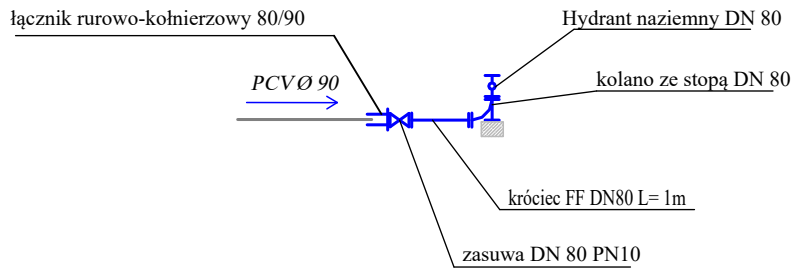 łącznik rurowo-kołnierzowy 80/90
Hydrant naziemny DN 80
kolano ze stopą DN 80
PCV Ø 90
króciec FF DN80 L= 1m
zasuwa DN 80 PN10